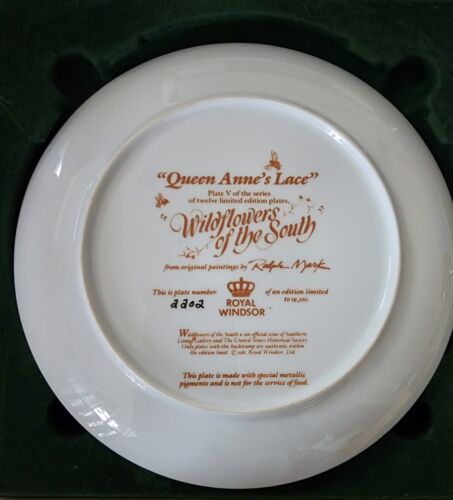 "Queen Anne's Lace"
Plate V of the series
of twelve limited edition plates,
Wildflowers
of the South
from original paintings by Ralph Mark
This is plate number
2202
of an edition limited
to 19,500.
ROYAL
WINDSOR
Wildflowers of the South is an official issue of Southern
Living Gallery and The United States Historical Society
Only plates with this backstamp are authentic within
the edition limit. © Royal Windsor, Ltd.
This plate is made with special metallic
pigments and is not for the service of food.